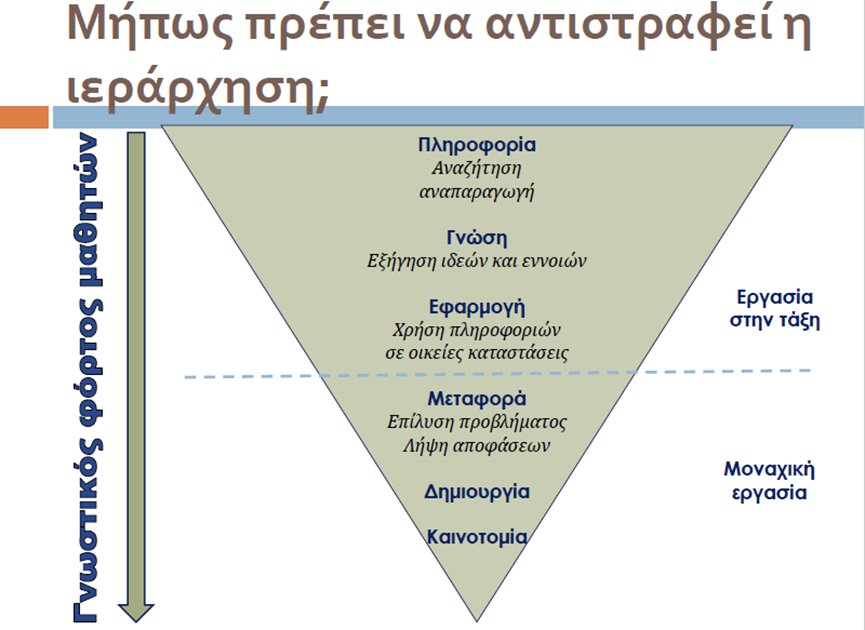 Μήπως πρέπει να αντιστραφεί η
ιεράρχηση;
Γνωστικός φόρτος μαθητών
Πληροφορία
Αναζήτηση
αναπαραγωγή
Γνώση
Εξήγηση ιδεών και εννοιών
Εφαρμογή
Χρήση πληροφοριών
σε οικείες καταστάσεις
Εργασία
στην τάξη
Μεταφορά
Επίλυση προβλήματος
Λήψη αποφάσεων
Δημιουργία
Καινοτομία
Μοναχική
εργασία